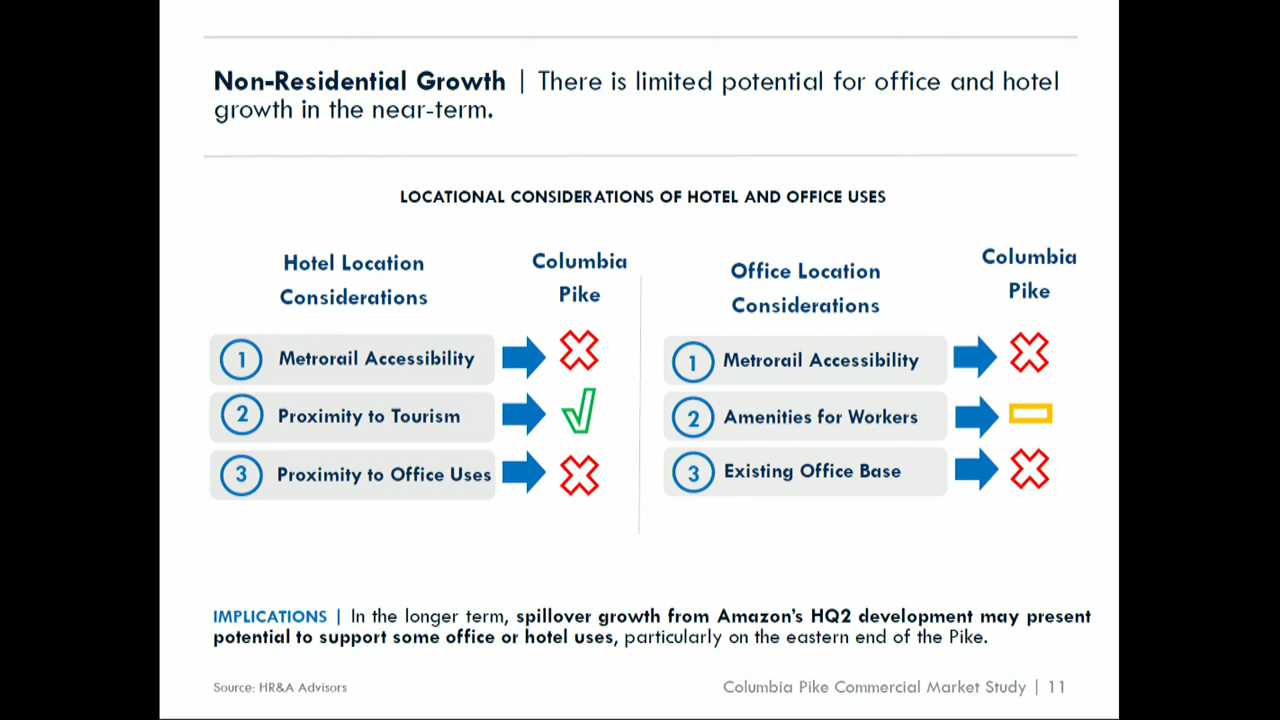 Non-Residential Growth | There is limited potential for office and hotel
growth in the near-term.
LOCATIONAL CONSIDERATIONS OF HOTEL AND OFFICE USES
Hotel Location
Considerations
Columbia
Pike
1 Metrorail Accessibility
2 Proximity to Tourism
3 Proximity to Office Uses
Office Location
Considerations
Columbia
Pike
1 Metrorail Accessibility
2 Amenities for Workers
3 Existing Office Base
IMPLICATIONS | In the longer term, spillover growth from Amazon's HQ2 development may present
potential to support some office or hotel uses, particularly on the eastern end of the Pike.
Source: HR&A Advisors
Columbia Pike Commercial Market Study | 11